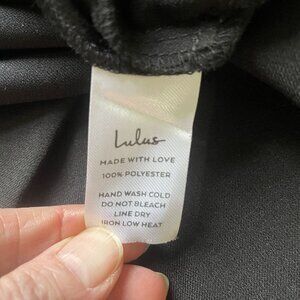 Lulus
MADE WITH LOVE
100% POLYESTER
HAND WASH COLD
DO NOT BLEACH
LINE DRY
IRON LOW HEAT